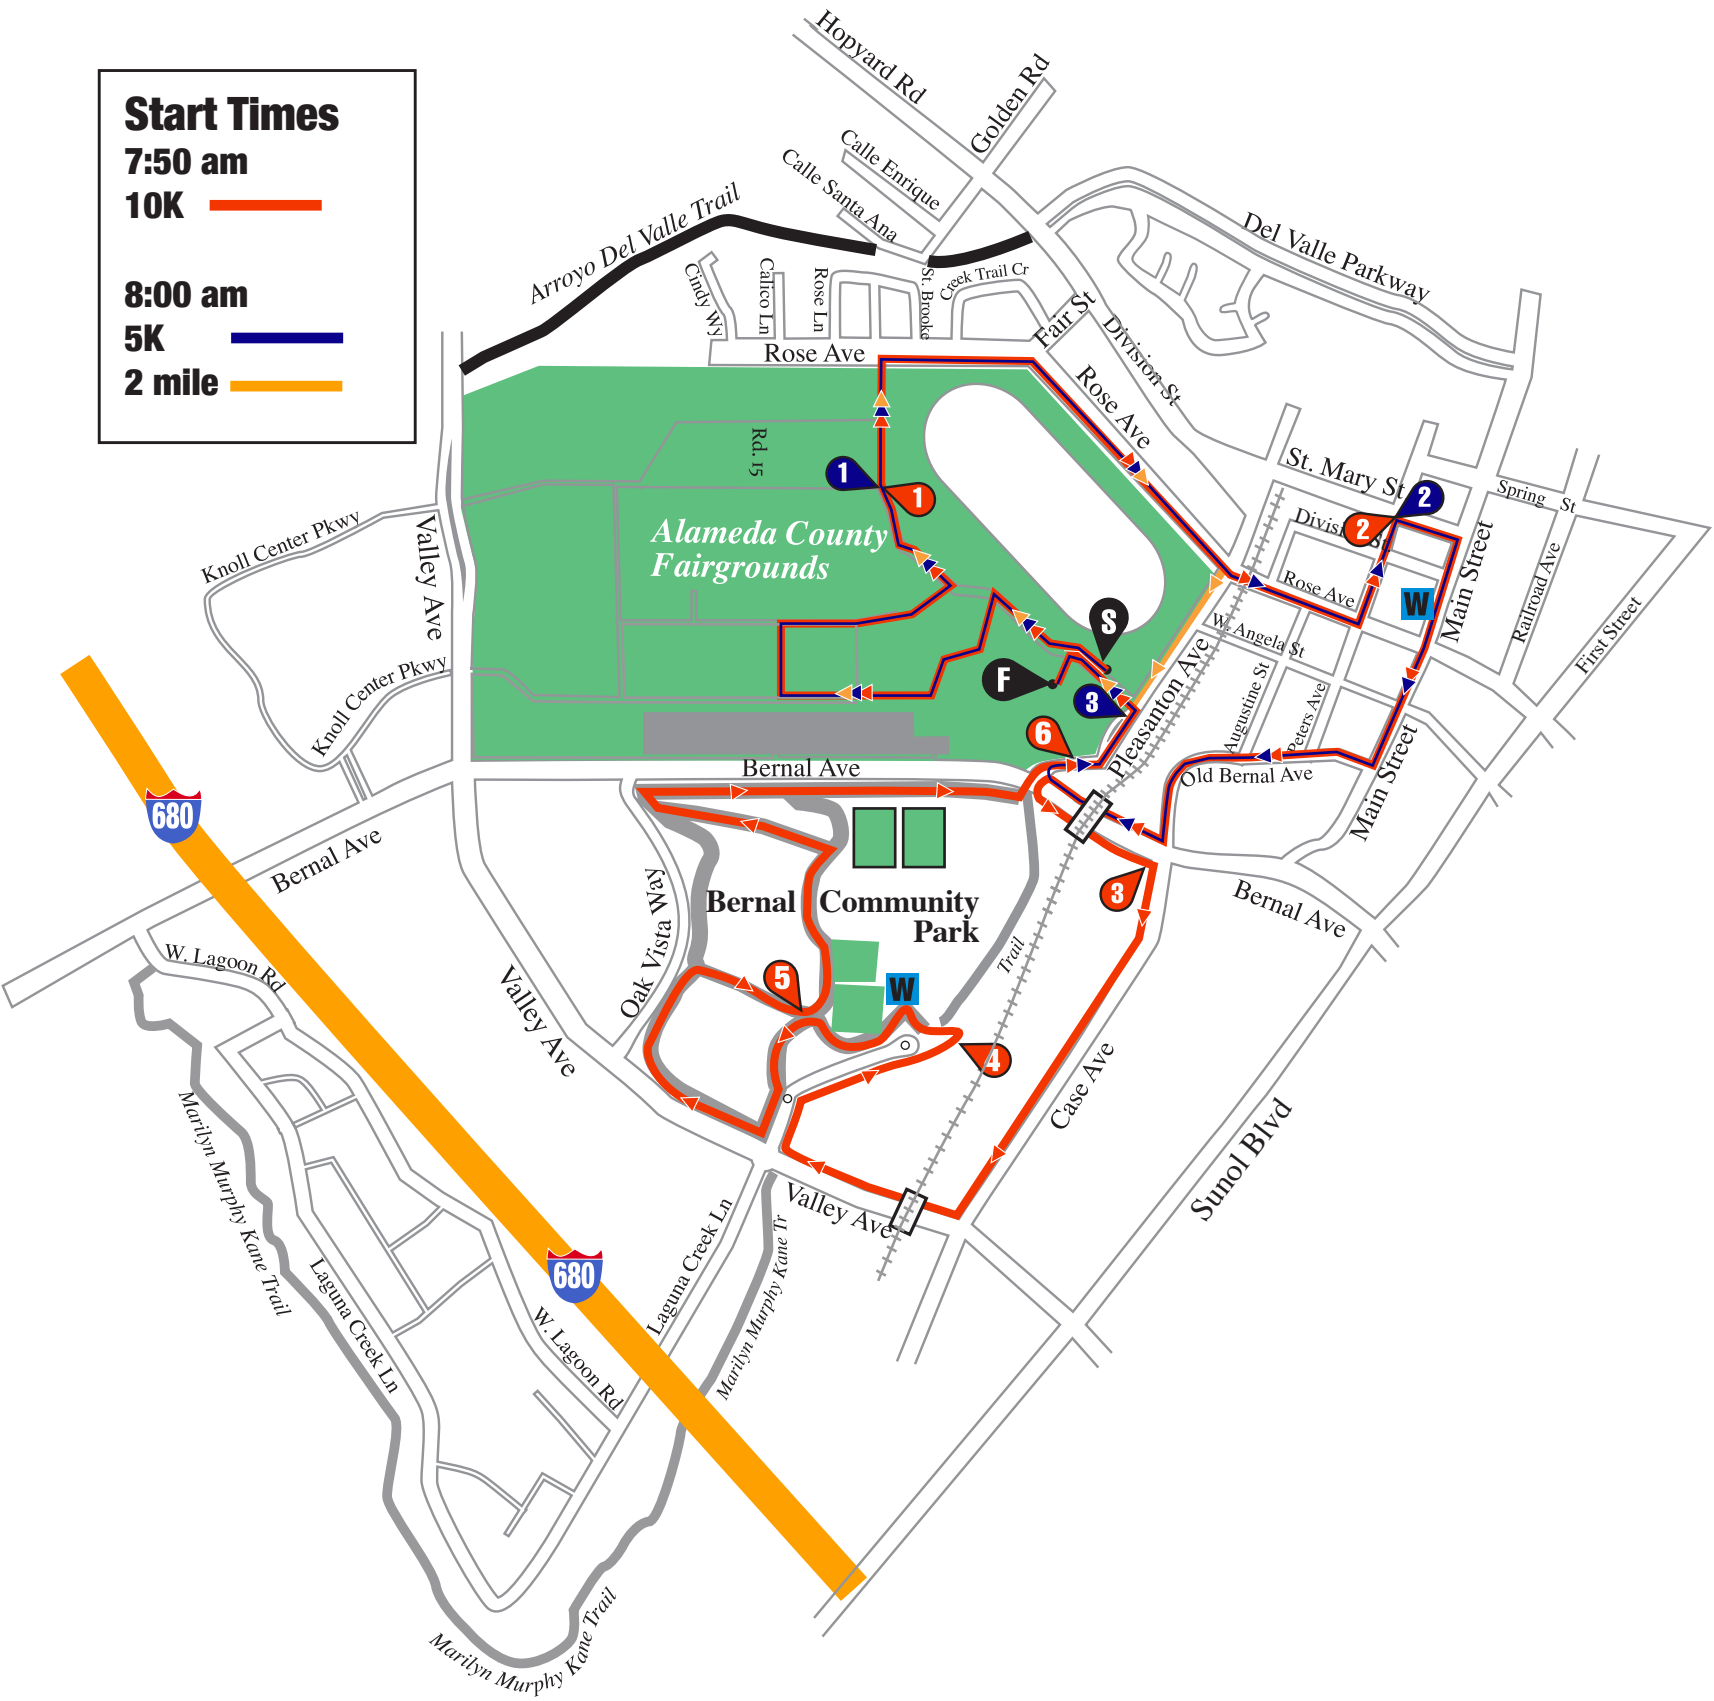 Start Times
7:50 am
10K
8:00 am
5K
2 mile
Hopyard Rd
Golden Rd
Calle Enrique
Calle Santa Ana
Arroyo Del Valle Trail
Del Valle Parkway
Cindy Wy
Calico Ln
Rose Ln
St. Brooke
Creek Trail Cr
Fair St
Division St
Rose Ave
Rose Ave
Rd. 15
St. Mary St
Spring St
Division St
Rose Ave
W. Angela St
Augustine St
Peters Ave
Main Street
Railroad Ave
First Street
Knoll Center Pkwy
Valley Ave
Knoll Center Pkwy
Alameda County
Fairgrounds
1
1
2
2
W
S
F
3
6
Pleasanton Ave
Old Bernal Ave
Main Street
Bernal Ave
Bernal Ave
680
Bernal Community
Park
3
Bernal Ave
Oak Vista Way
W. Lagoon Rd
Valley Ave
5
W
4
Trail
Case Ave
Sunol Blvd
Valley Ave
Marilyn Murphy Kane Trail
Laguna Creek Ln
Marilyn Murphy Kane Tr
680
Laguna Creek Ln
W. Lagoon Rd
Marilyn Murphy Kane Trail